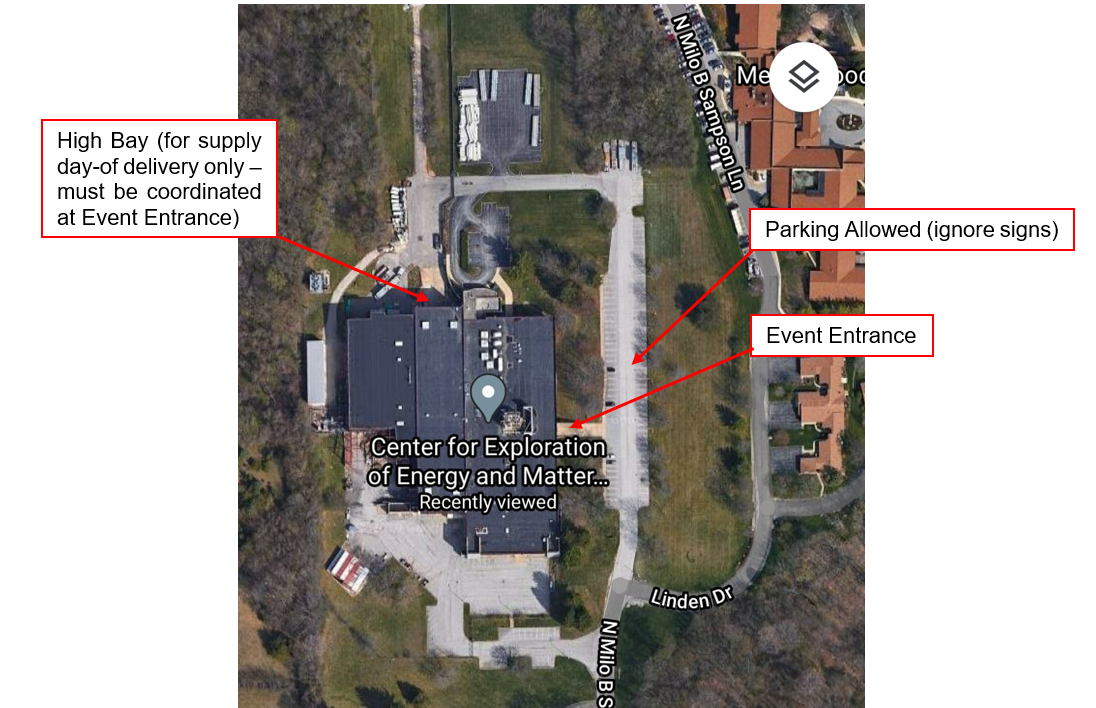 N Milo B Sampson Ln
Me
High Bay (for supply
day-of delivery only –
must be coordinated
at Event Entrance)
Parking Allowed (ignore signs)
Event Entrance
Center for Exploration
of Energy and Matter...
Recently viewed
Linden Dr
N Milo B S